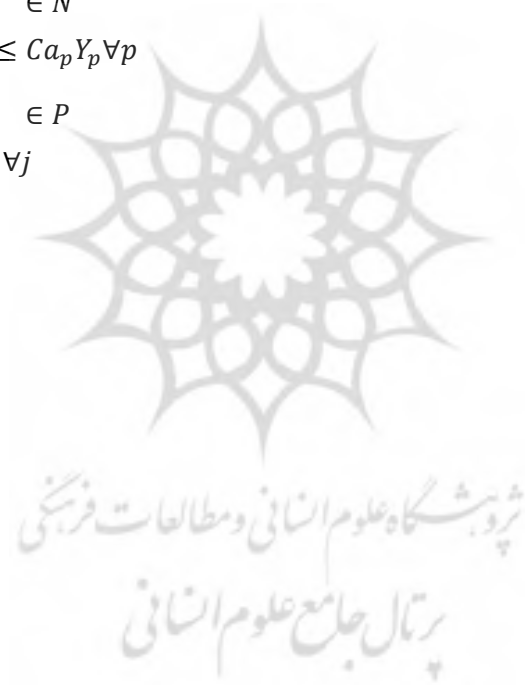 ∈ N
≤ Ca_pY_p∀p
∈ P
∀j
پژوهشگاه علوم انسانی و مطالعات فرهنگی
پرتال جامع علوم انسانی